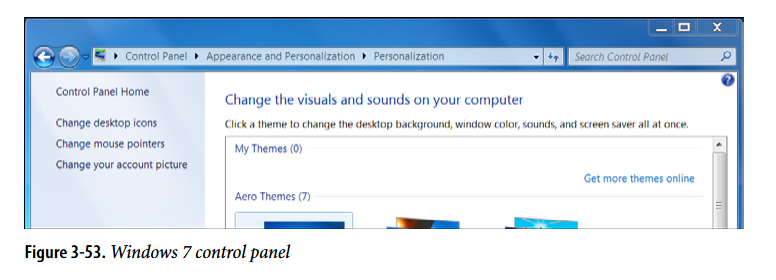 Control Panel Appearance and Personalization Personalization Search Control Panel
Control Panel Home
Change desktop icons
Change mouse pointers
Change your account picture
Change the visuals and sounds on your computer
Click a theme to change the desktop background, window color, sounds, and screen saver all at once.
My Themes (0)
Get more themes online
Aero Themes (7)
Figure 3-53. Windows 7 control panel